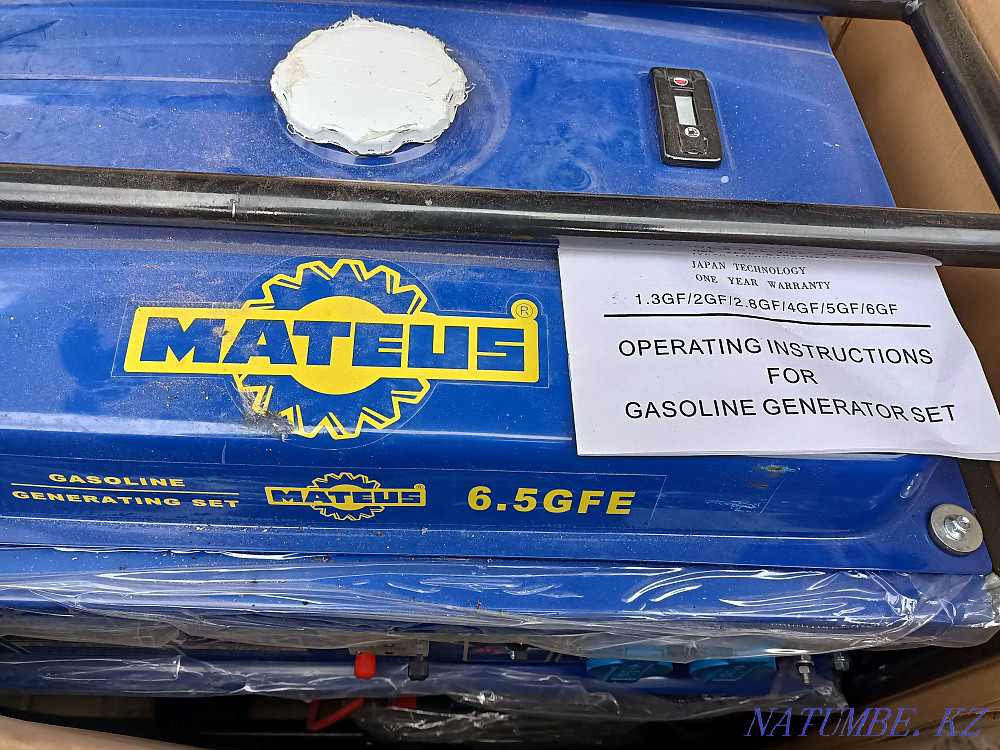 JAPAN TECHNOLOGY
ONE YEAR WARRANTY
1.3GF/2GF/2.8GF/4GF/5GF/6GF
OPERATING INSTRUCTIONS
FOR
GASOLINE GENERATOR SET
MATEUS ®
GASOLINE
GENERATING SET
MATEUS
6.5GFE
NATUMBE.KZ